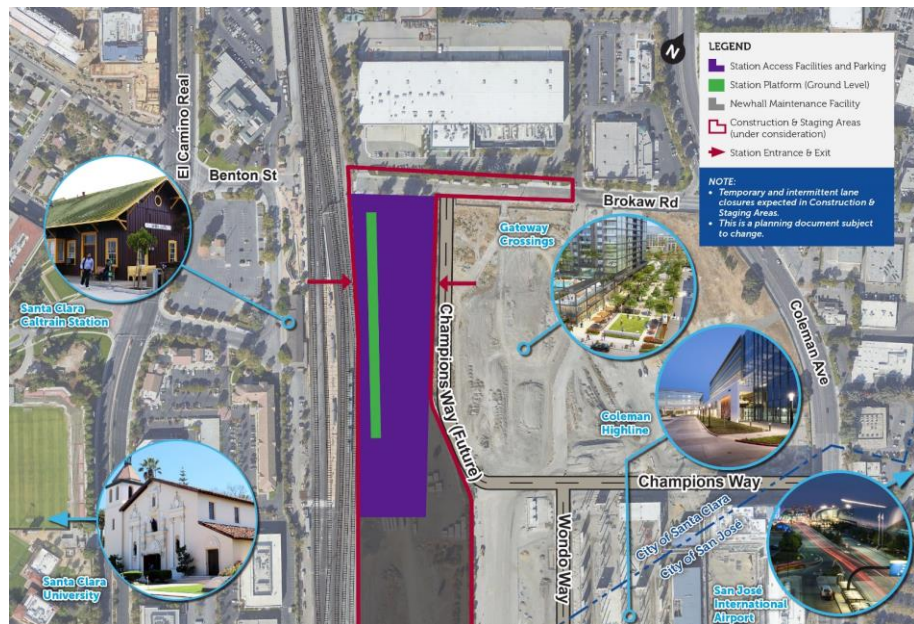 N
LEGEND
Station Access Facilities and Parking
Station Platform (Ground Level)
Newhall Maintenance Facility
Construction & Staging Areas
(under consideration)
Station Entrance & Exit
NOTE:
• Temporary and intermittent lane
closures expected in Construction &
Staging Areas.
• This is a planning document subject
to change.
El Camino Real
Benton St
Brokaw Rd
Gateway
Crossings
Santa Clara
Caltrain Station
Champions Way (Future)
Coleman Ave
Coleman
Highline
Champions Way
City of Santa Clara
City of San José
Wondo Way
Santa Clara
University
San José
International
Airport